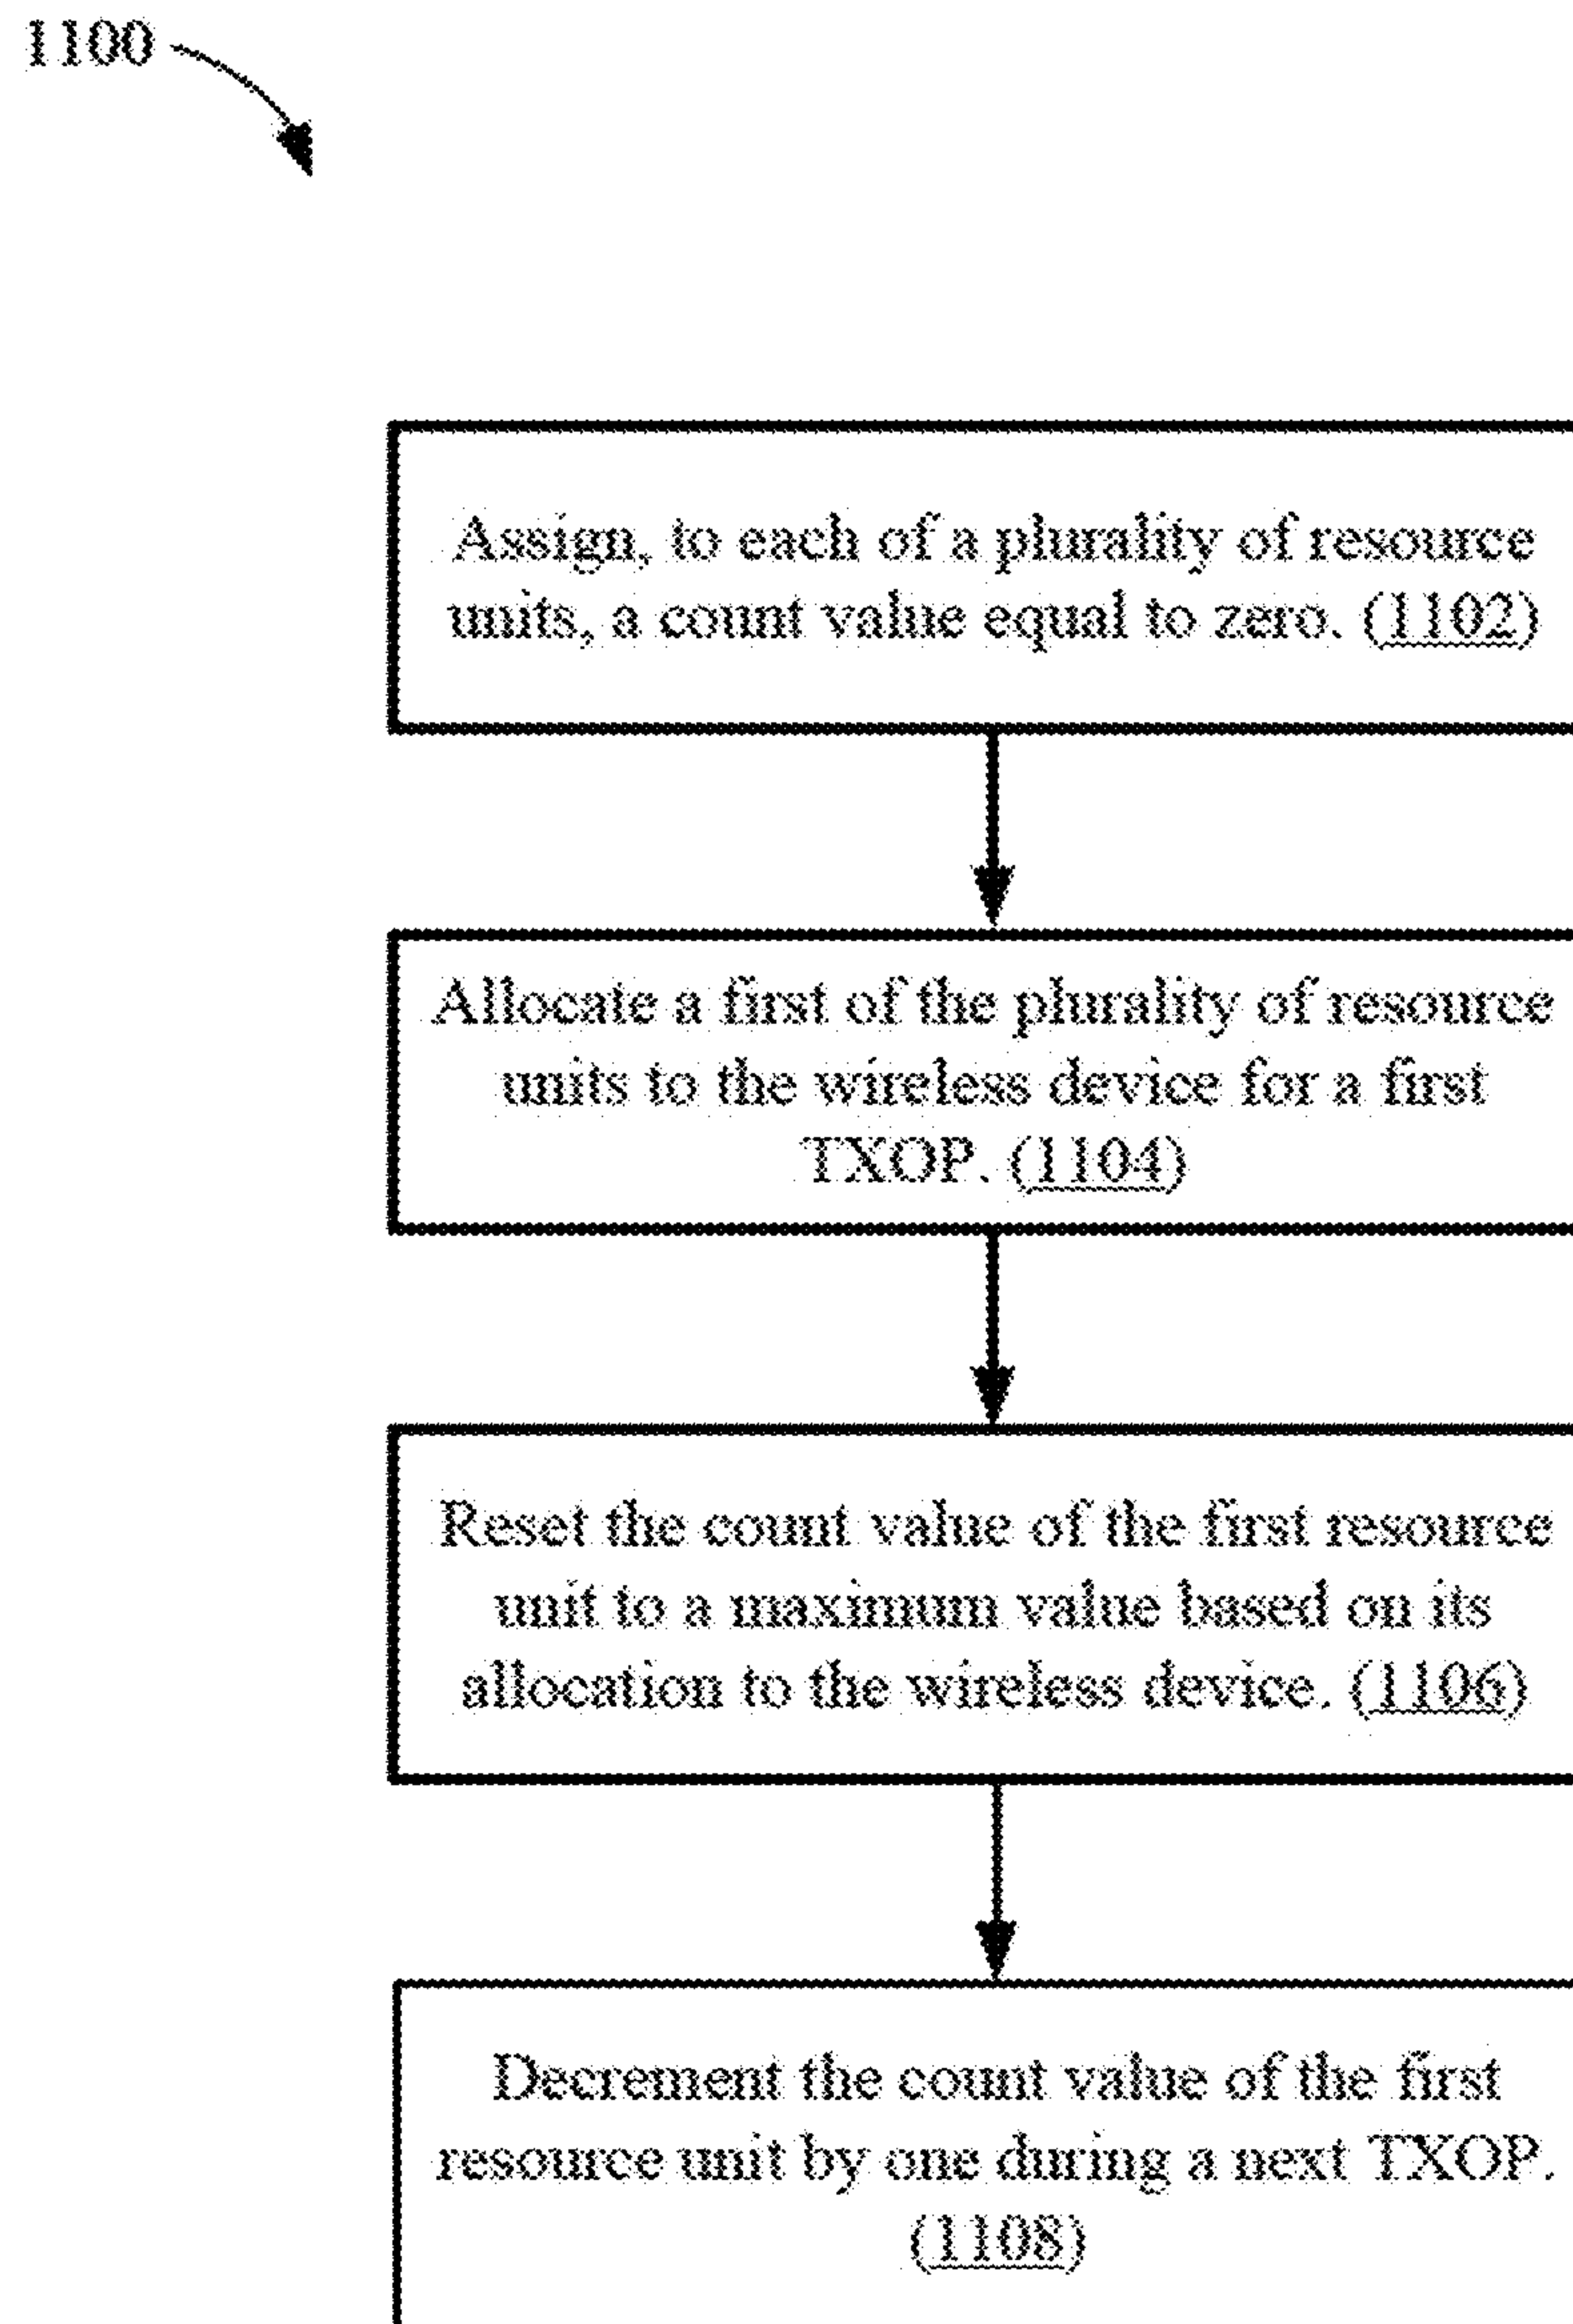 1100
Assign, to each of a plurality of resource
units, a count value equal to zero. (1102)
Allocate a first of the plurality of resource
units to the wireless device for a first
TXOP. (1104)
Reset the count value of the first resource
unit to a maximum value based on its
allocation to the wireless device. (1106)
Decrement the count value of the first
resource unit by one during a next TXOP.
(1108)